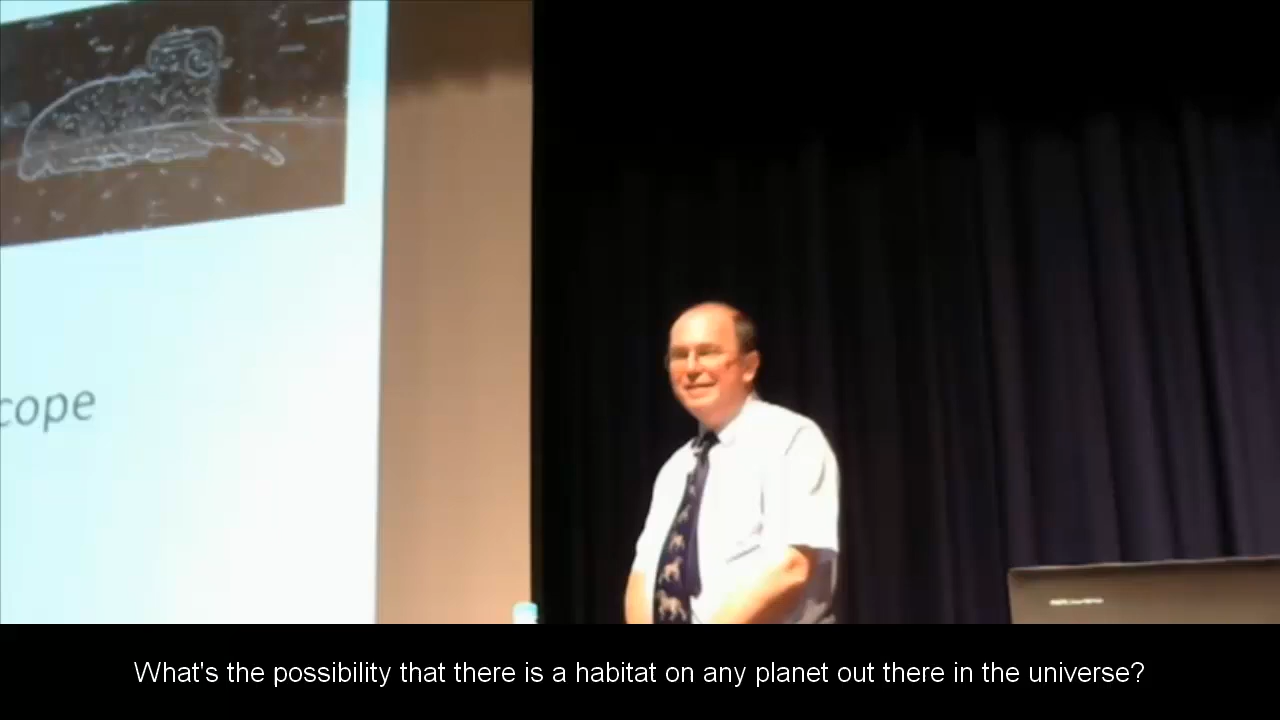 cope
What's the possibility that there is a habitat on any planet out there in the universe?